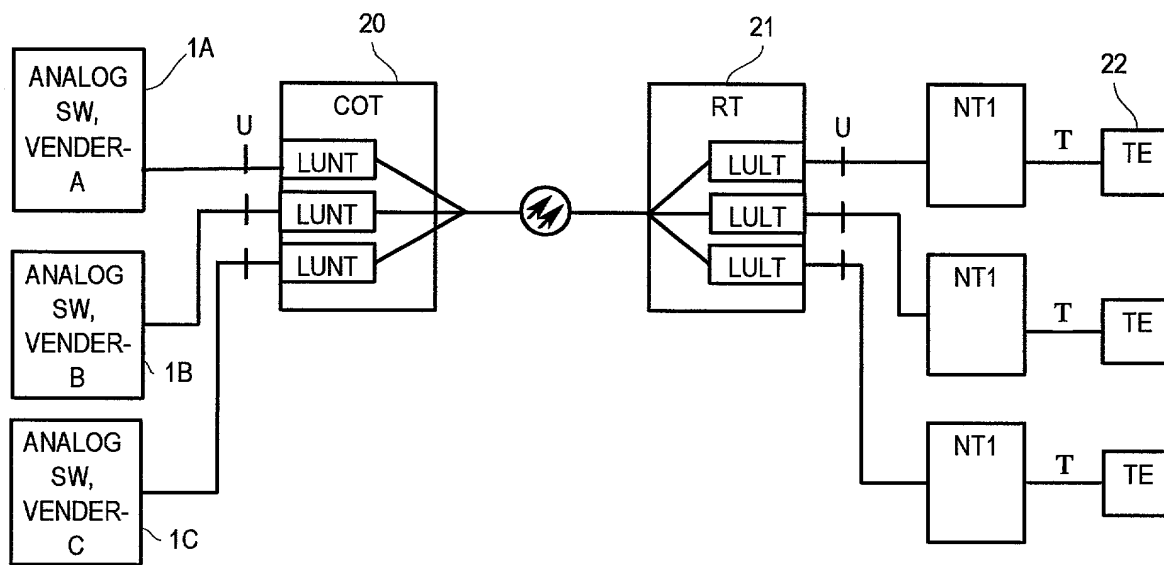 20
21
1A
22
ANALOG
SW,
VENDER-
A
COT
RT
NT1
T
TE
U
U
LUNT
LULT
LUNT
LULT
LUNT
LULT
ANALOG
SW,
VENDER-
B
1B
NT1
T
TE
ANALOG
SW,
VENDER-
C
1C
NT1
T
TE